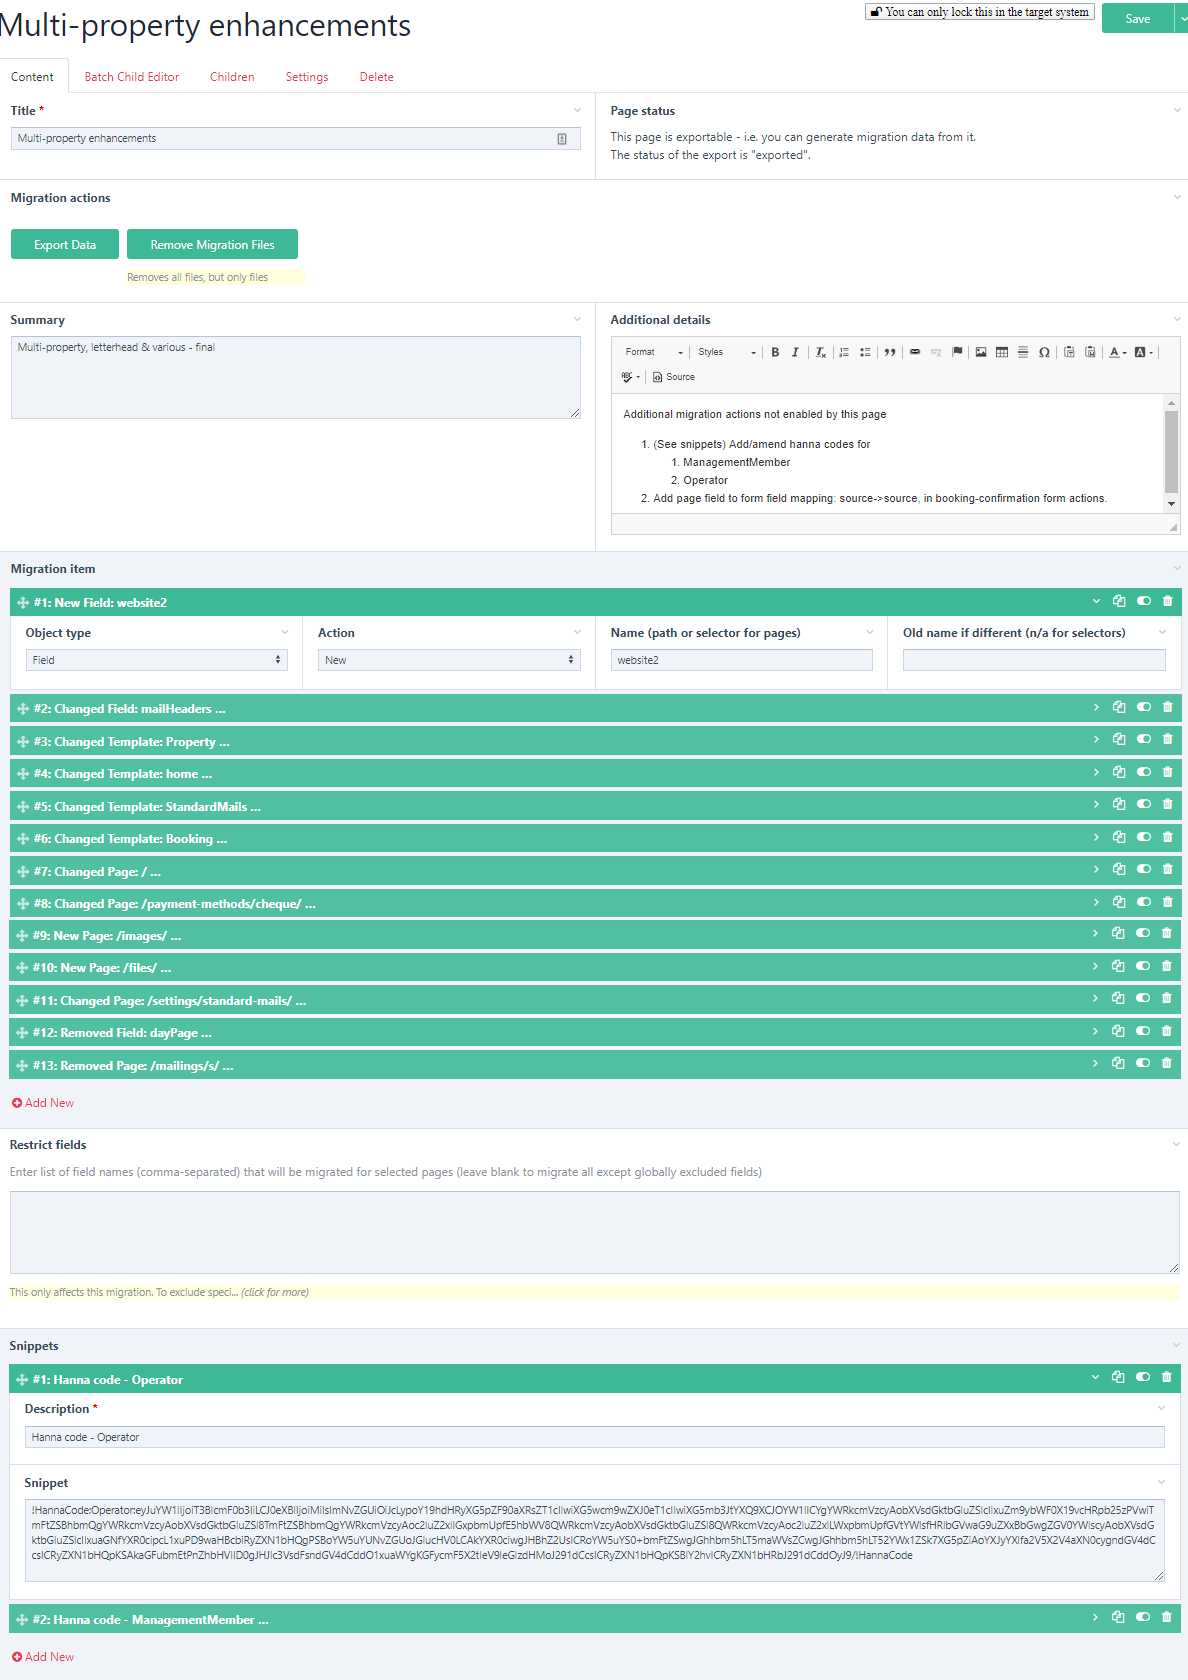 Multi-property enhancements
You can only lock this in the target system
Save
Content
Batch Child Editor
Children
Settings
Delete
Title *
Multi-property enhancements
Page status
This page is exportable - i.e. you can generate migration data from it.
The status of the export is "exported".
Migration actions
Export Data
Remove Migration Files
Removes all files, but only files
Summary
Multi-property, letterhead & various - final
Additional details
Format
Styles
Source
Additional migration actions not enabled by this page
1. (See snippets) Add/amend hanna codes for
1. ManagementMember
2. Operator
2. Add page field to form field mapping: source->source, in booking-confirmation form actions.
Migration item
#1: New Field: website2
Object type
Field
Action
New
Name (path or selector for pages)
website2
Old name if different (n/a for selectors)
#2: Changed Field: mailHeaders ...
#3: Changed Template: Property ...
#4: Changed Template: home ...
#5: Changed Template: StandardMails ...
#6: Changed Template: Booking ...
#7: Changed Page: / ...
#8: Changed Page: /payment-methods/cheque/ ...
#9: New Page: /images/ ...
#10: New Page: /files/ ...
#11: Changed Page: /settings/standard-mails/ ...
#12: Removed Field: dayPage ...
#13: Removed Page: /mailings/s/ ...
Add New
Restrict fields
Enter list of field names (comma-separated) that will be migrated for selected pages (leave blank to migrate all except globally excluded fields)
This only affects this migration. To exclude speci... (click for more)
Snippets
#1: Hanna code - Operator
Description *
Hanna code - Operator
Snippet
#2: Hanna code - ManagementMember ...
Add New